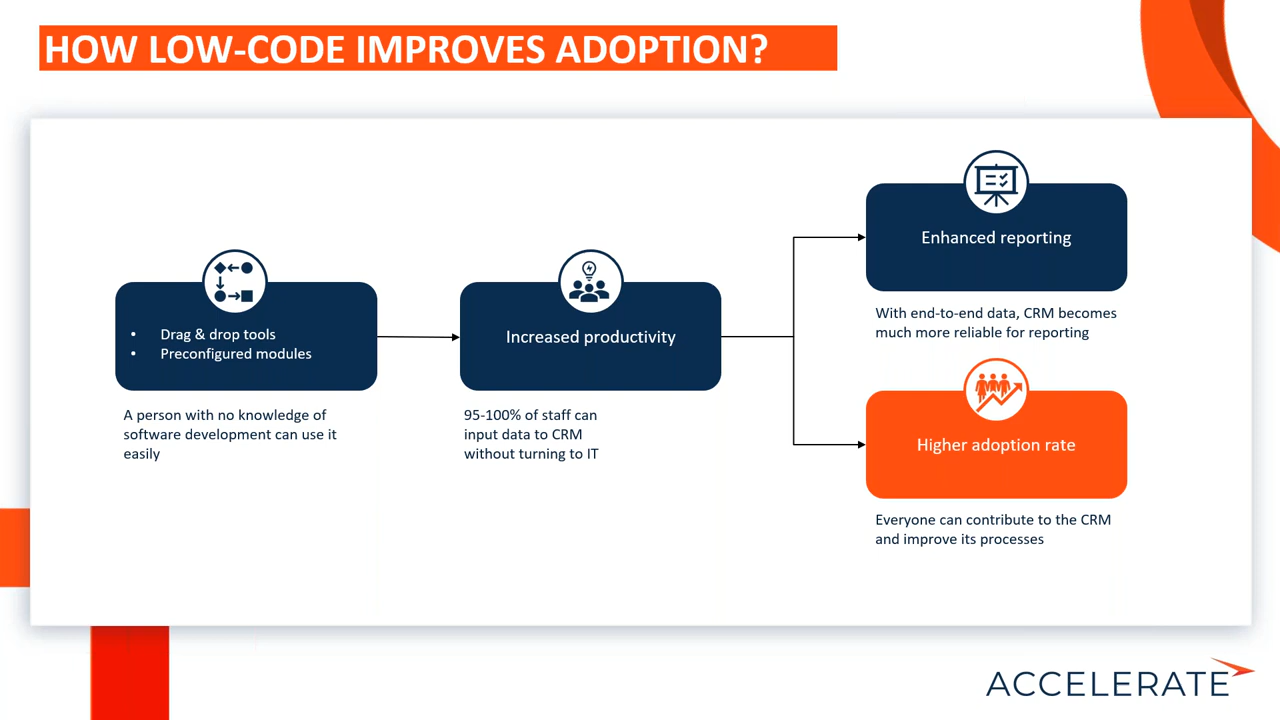 HOW LOW-CODE IMPROVES ADOPTION?
• Drag & drop tools
• Preconfigured modules
A person with no knowledge of
software development can use it
easily
Increased productivity
95-100% of staff can
input data to CRM
without turning to IT
Enhanced reporting
With end-to-end data, CRM becomes
much more reliable for reporting
Higher adoption rate
Everyone can contribute to the CRM
and improve its processes
ACCELERATE